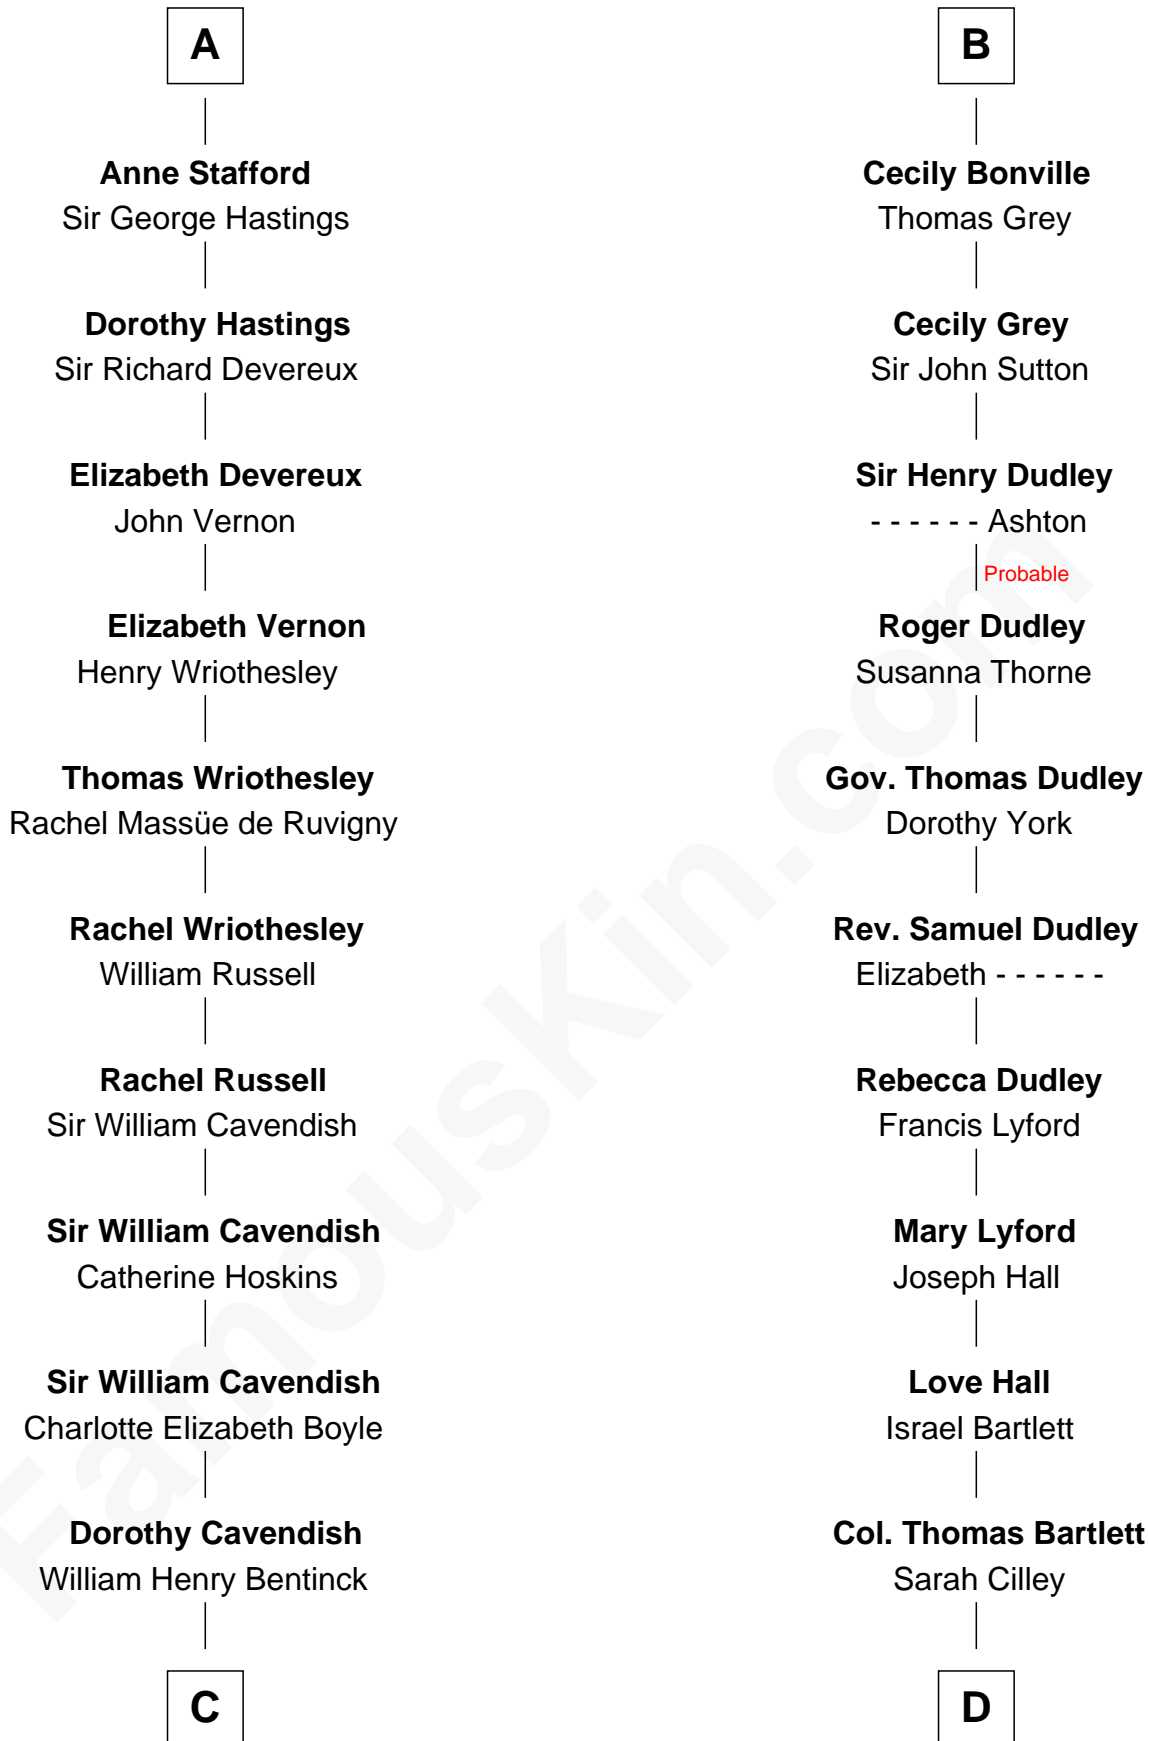 A
Anne Stafford
Sir George Hastings
Dorothy Hastings
Sir Richard Devereux
Elizabeth Devereux
John Vernon
Elizabeth Vernon
Henry Wriothesley
Thomas Wriothesley
Rachel Massüe de Ruvigny
Rachel Wriothesley
William Russell
Rachel Russell
Sir William Cavendish
Sir William Cavendish
Catherine Hoskins
Sir William Cavendish
Charlotte Elizabeth Boyle
Dorothy Cavendish
William Henry Bentinck
C
B
Cecily Bonville
Thomas Grey
Cecily Grey
Sir John Sutton
Sir Henry Dudley
- - - - - - Ashton
Probable
Roger Dudley
Susanna Thorne
Gov. Thomas Dudley
Dorothy York
Rev. Samuel Dudley
Elizabeth - - - - - -
Rebecca Dudley
Francis Lyford
Mary Lyford
Joseph Hall
Love Hall
Israel Bartlett
Col. Thomas Bartlett
Sarah Cilley
D
FamousKin.com